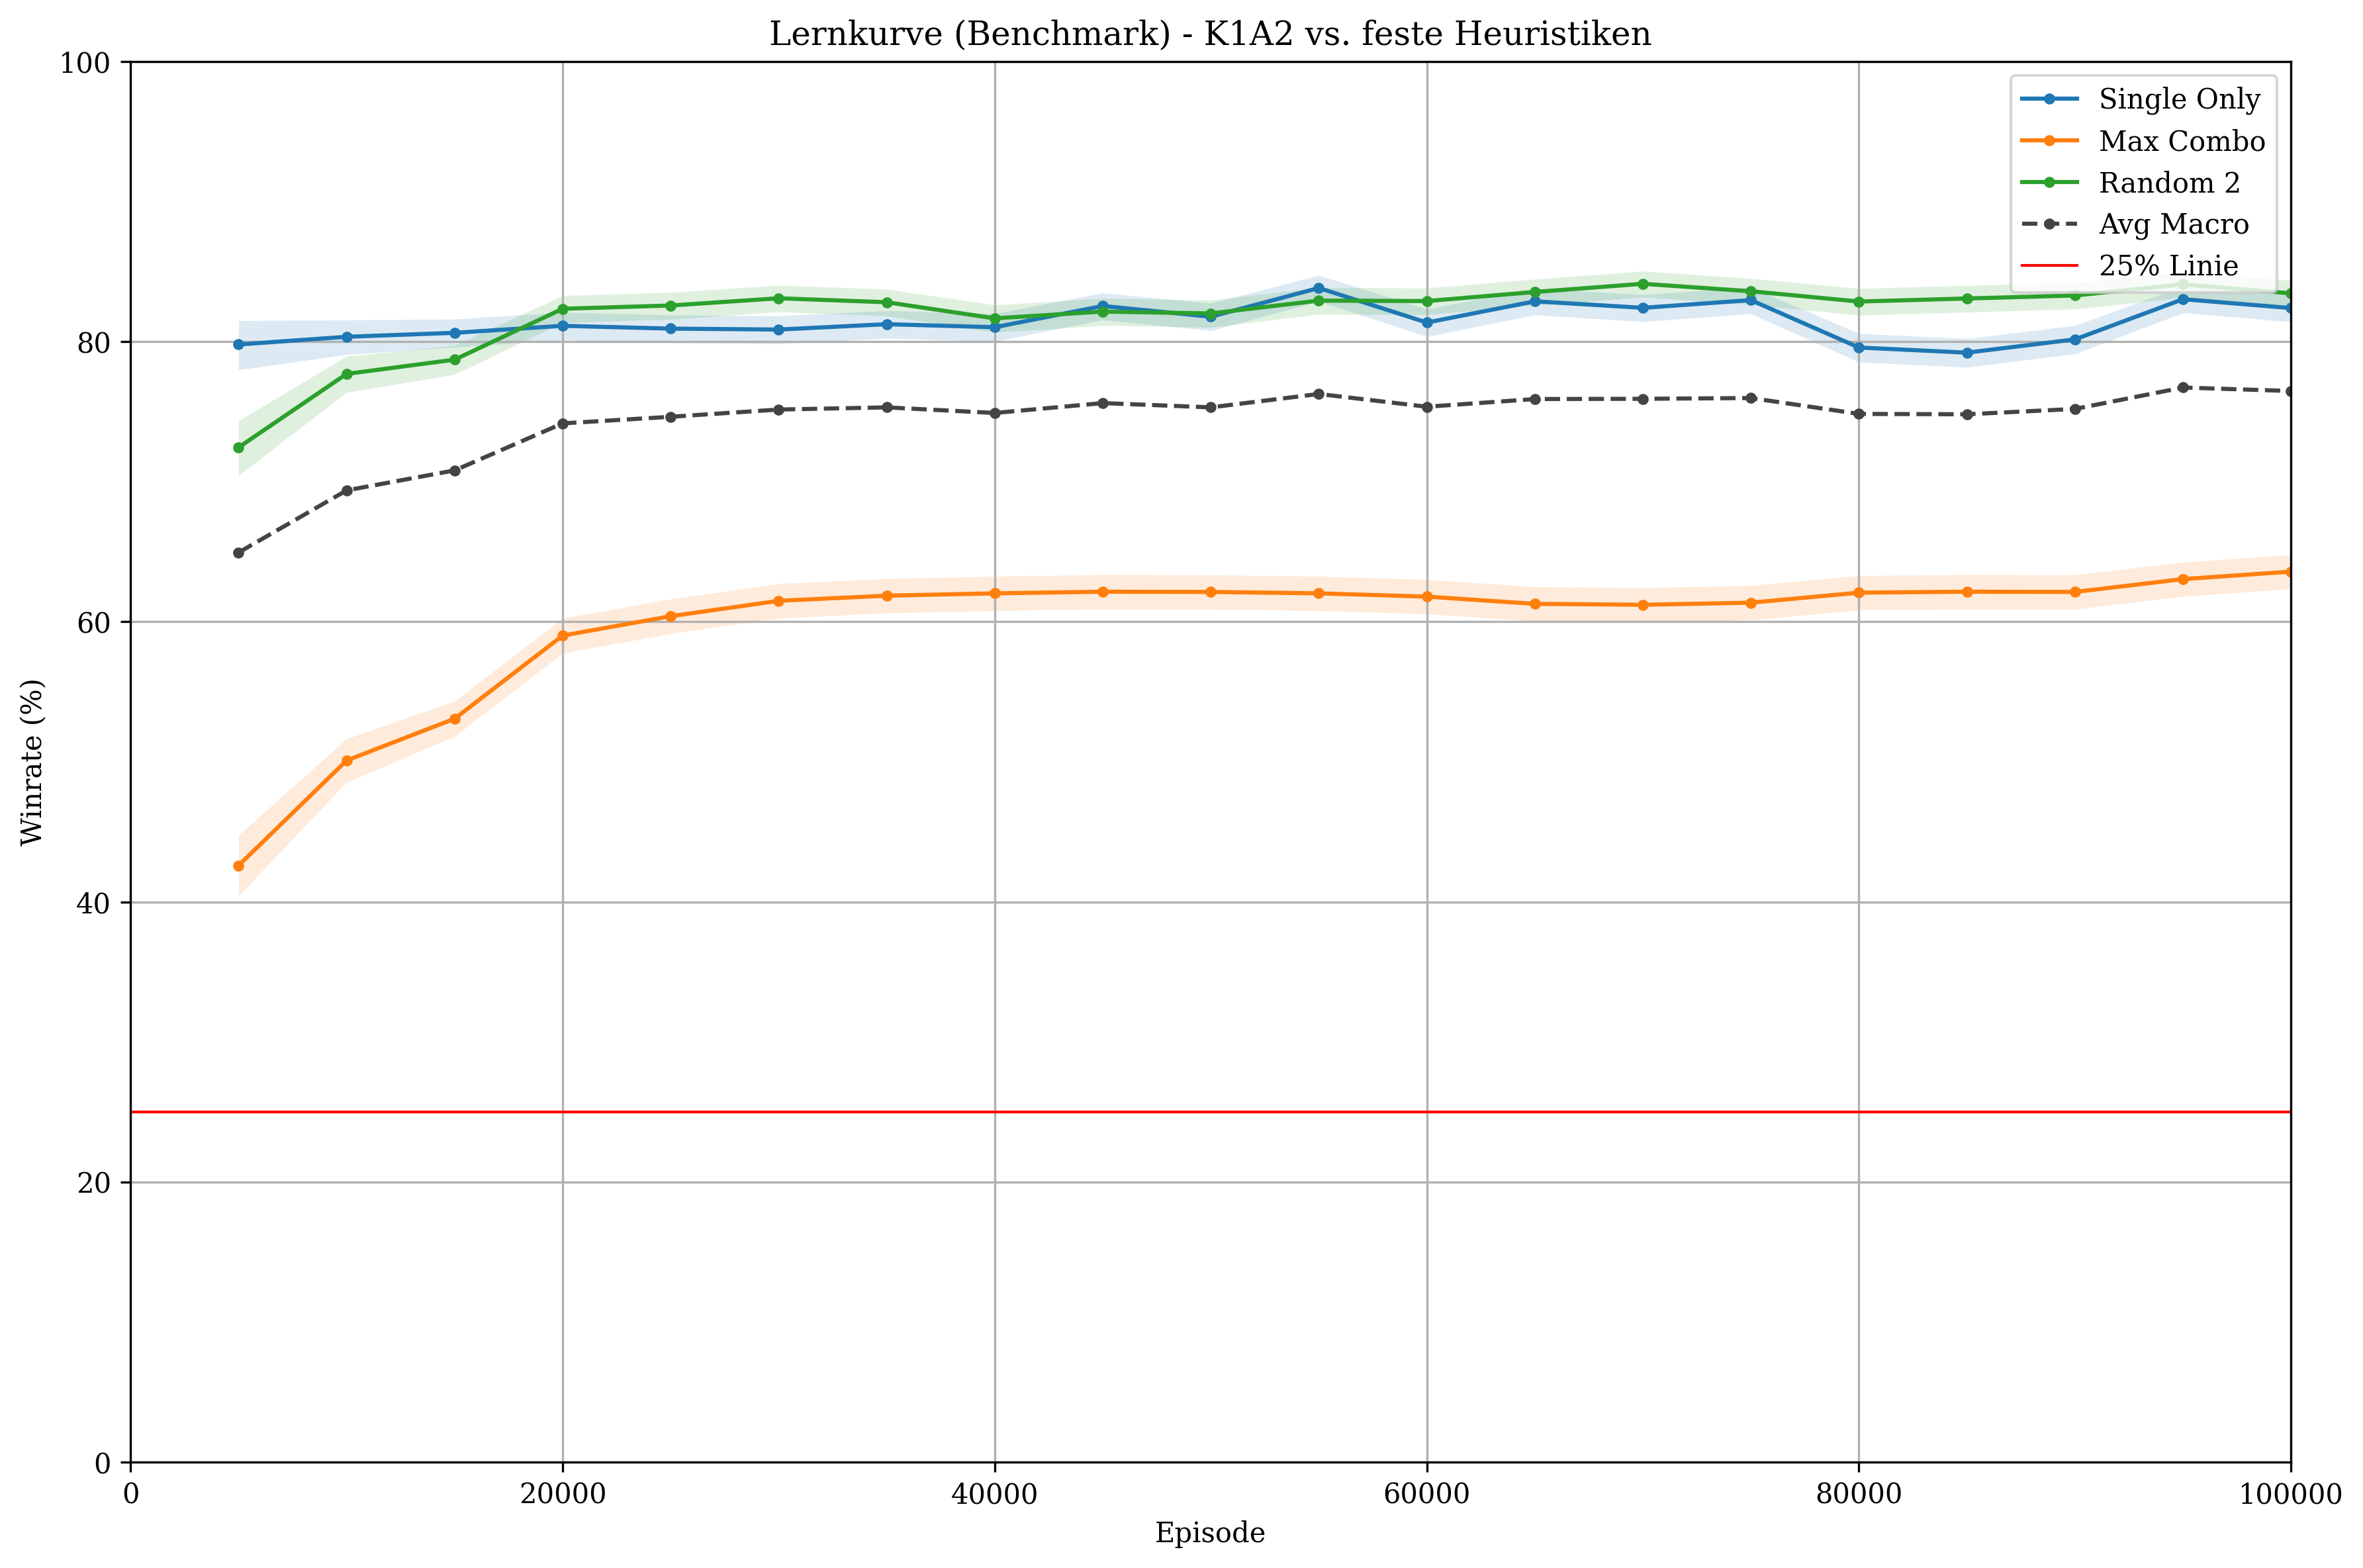 Lernkurve (Benchmark) - K1A2 vs. feste Heuristiken
100
80
60
40
20
0
Winrate (%)
Single Only
Max Combo
Random 2
Avg Macro
25% Linie
0
20000
40000
60000
80000
100000
Episode